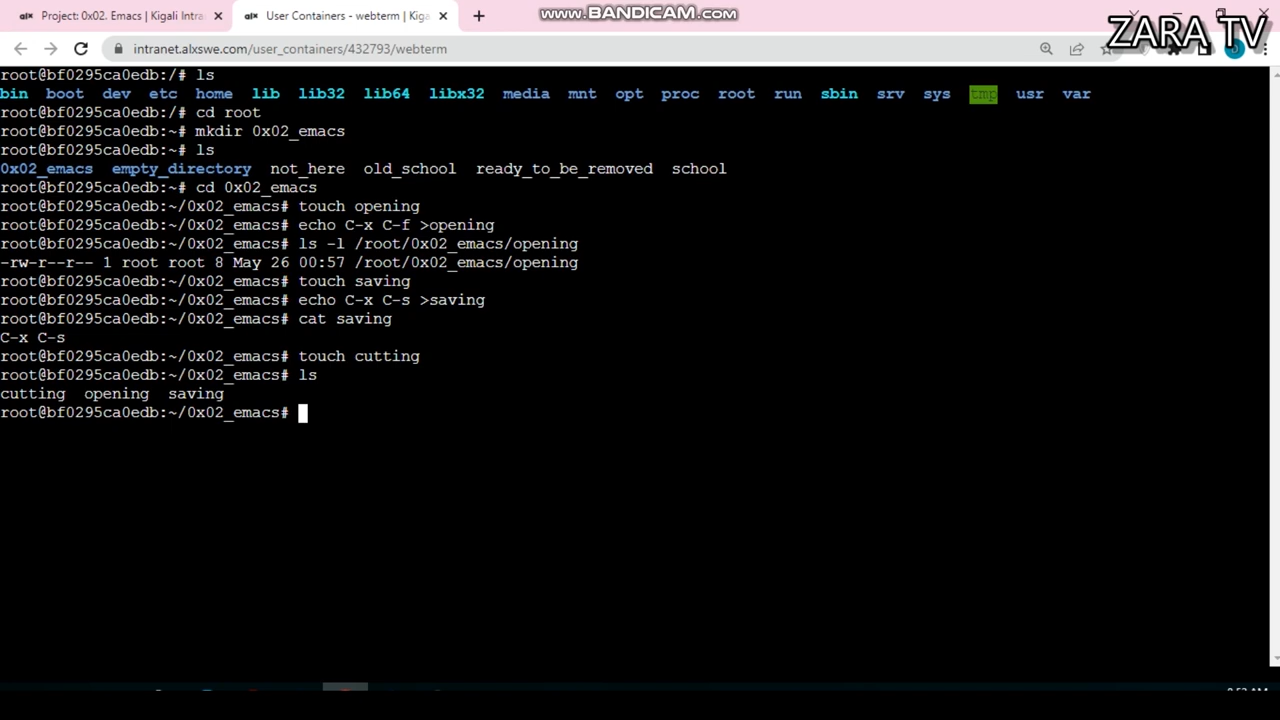 Project: 0x02. Emacs | Kigali Intra
User Containers - webterm | Kiga
WWW.BANDICAM.COM
ZARA TV
intranet.alxswe.com/user_containers/432793/webterm
root@bf0295ca0edb:/# ls
bin boot dev etc home lib lib32 lib64 libx32 media mnt opt proc root run sbin srv sys tmp usr var
root@bf0295ca0edb:/# cd root
root@bf0295ca0edb:~# mkdir 0x02_emacs
root@bf0295ca0edb:~# ls
0x02_emacs empty_directory not_here old_school ready_to_be_removed school
root@bf0295ca0edb:~# cd 0x02_emacs
root@bf0295ca0edb:~/0x02_emacs# touch opening
root@bf0295ca0edb:~/0x02_emacs# echo C-x C-f >opening
root@bf0295ca0edb:~/0x02_emacs# ls -l /root/0x02_emacs/opening
-rw-r--r-- 1 root root 8 May 26 00:57 /root/0x02_emacs/opening
root@bf0295ca0edb:~/0x02_emacs# touch saving
root@bf0295ca0edb:~/0x02_emacs# echo C-x C-s >saving
root@bf0295ca0edb:~/0x02_emacs# cat saving
C-x C-s
root@bf0295ca0edb:~/0x02_emacs# touch cutting
root@bf0295ca0edb:~/0x02_emacs# ls
cutting opening saving
root@bf0295ca0edb:~/0x02_emacs#